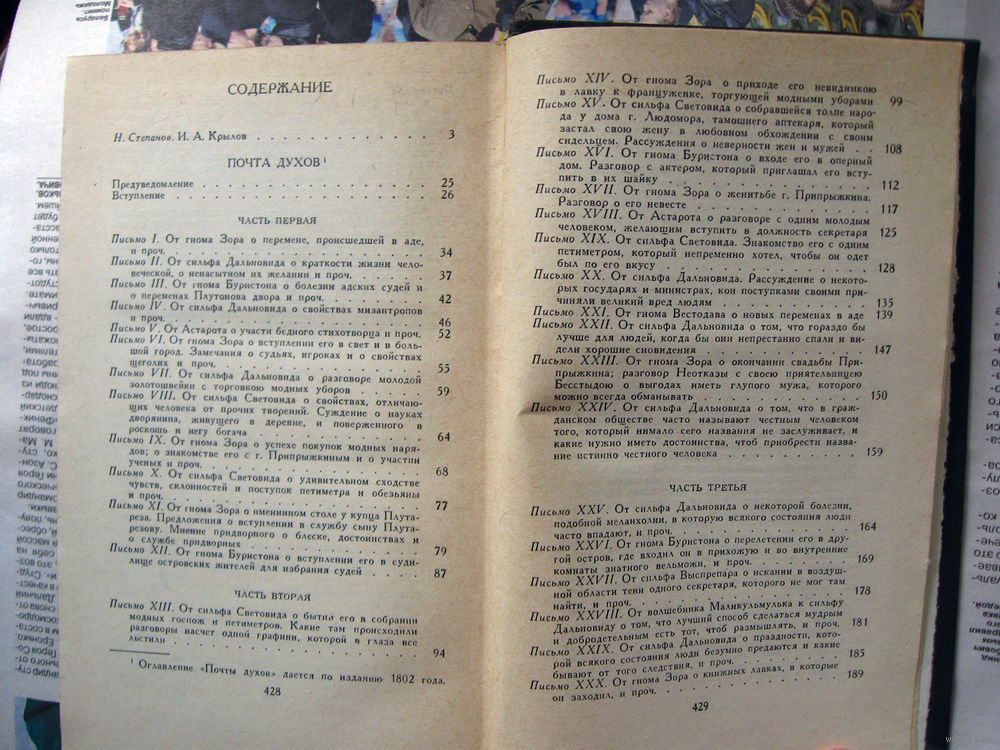 СОДЕРЖАНИЕ
Н. Степанов. И. А. Крылов . . . . . . . . . . . 3
ПОЧТА ДУХОВ¹
Предуведомление . . . . . . . . . . . . . . 25
Вступление . . . . . . . . . . . . . . . . 26
ЧАСТЬ ПЕРВАЯ
Письмо I. От гнома Зора о перемене, происшедшей в аде,
и проч. . . . . . . . . . . . . . . . . 34
Письмо II. От сильфа Дальновида о краткости жизни чело-
веческой, о ненасытном их желании и проч. . . . . 37
Письмо III. От гнома Буристона о болезни адских судей и
о переменах Плутонова двора и проч. . . . . . . 42
Письмо IV. От сильфа Дальновида о свойствах мизантропов
и проч. . . . . . . . . . . . . . . . . 46
Письмо V. От Астарота о участи бедного стихотворца и проч. 52
Письмо VI. От гнома Зора о вступлении его в свет и в боль-
шой город. Замечания о судьях, игроках и о свойствах
щеголих и проч. . . . . . . . . . . . . . 55
Письмо VII. От сильфа Дальновида о разговоре молодой
золотошвейки с торговкою модных уборов . . . . . 59
Письмо VIII. От сильфа Световида о свойствах, отличаю-
щих человека от прочих творений. Суждение о науках
дворянина, живущего в деревне, и поверженного в
роскошь и негу богача . . . . . . . . . . . 64
Письмо IX. От гнома Зора о успехе покупок модных наря-
дов; о знакомстве его с г. Припрыжкиным и о участии
ученых и проч. . . . . . . . . . . . . . 68
Письмо X. От сильфа Световида о удивительном сходстве
чувств, склонностей и поступок петиметра и обезьяны
и проч. . . . . . . . . . . . . . . . . 77
Письмо XI. От гнома Зора о именинном столе у купца Плута-
реза. Предложения о вступлении в службу сыну Плута-
резову. Мнение придворного о блеске, достоинствах и
о службе придворных . . . . . . . . . . . 79
Письмо XII. От гнома Буристона о вступлении его в суди-
лище островских жителей для избрания судей . . . . 87
ЧАСТЬ ВТОРАЯ
Письмо XIII. От сильфа Световида о бытии его в собрании
модных госпож и петиметров. Какие там происходили
разговоры насчет одной графини, которой в глаза все
льстили . . . . . . . . . . . . . . . . 94
¹ Оглавление «Почты духов» дается по изданию 1802 года.
428
Письмо XIV. От гнома Зора о приходе его невидимкою
в лавку к француженке, торгующей модными уборами 99
Письмо XV. От сильфа Световида о собравшейся толпе наро-
да у дома г. Людомора, тамошнего аптекаря, который
застал свою жену в любовном обхождении с своим
сидельцем. Рассуждения о неверности жен и мужей . . 108
Письмо XVI. От гнома Буристона о входе его в оперный
дом. Разговор с актером, который приглашал его всту-
пить в их шайку . . . . . . . . . . . . . 112
Письмо XVII. От гнома Зора о женитьбе г. Припрыжкина.
Разговор о его невесте . . . . . . . . . . . 117
Письмо XVIII. От Астарота о разговоре с одним молодым
человеком, желающим вступить в должность секретаря 125
Письмо XIX. От сильфа Световида. Знакомство его с одним
петиметром, который непременно хотел, чтобы он одет
был по его вкусу . . . . . . . . . . . . . 128
Письмо XX. От сильфа Дальновида. Рассуждение о некото-
рых государях и министрах, кои поступками своими при-
чиняли великий вред людям . . . . . . . . . 135
Письмо XXI. От гнома Вестодава о новых переменах в аде 139
Письмо XXII. От сильфа Дальновида о том, что гораздо бы
лучше для людей, когда бы они непрестанно спали и ви-
дели хорошие сновидения . . . . . . . . . . 147
Письмо XXIII. От гнома Зора о окончании свадьбы При-
прыжкина; разговор Неотказы с своею приятельницею
Бесстыдою о выгодах иметь глупого мужа, которого
можно всегда обманывать . . . . . . . . . . 150
Письмо XXIV. От сильфа Дальновида о том, что в граж-
данском обществе часто называют честным человеком
того, который нимало сего названия не заслуживает, и
какие нужно иметь достоинства, чтоб приобрести назва-
ние истинно честного человека . . . . . . . . 159
ЧАСТЬ ТРЕТЬЯ
Письмо XXV. От сильфа Дальновида о некоторой болезни,
подобной меланхолии, в которую всякого состояния люди
часто впадают, и проч. . . . . . . . . . . 164
Письмо XXVI. От гнома Буристона о перелетении его в дру-
гой остров, где входил он в прихожую и во внутренние
комнаты знатного вельможи, и проч. . . . . . . 169
Письмо XXVII. От сильфа Выспрепара о искании в воздуш-
ной области тени одного секретаря, которого не мог там
найти, и проч. . . . . . . . . . . . . . 178
Письмо XXVIII. От волшебника Маликульмулька к сильфу
Дальновиду о том, что лучший способ сделаться мудрым
и добродетельным есть тот, чтоб размышлять, и проч. . 181
Письмо XXIX. От сильфа Дальновида о праздности, кото-
рой всякого состояния люди безумно предаются и какие
бывают от того следствия, и проч. . . . . . . . 185
Письмо XXX. От гнома Зора о книжных лавках, в которые
он заходил, и проч. . . . . . . . . . . . . 189
429